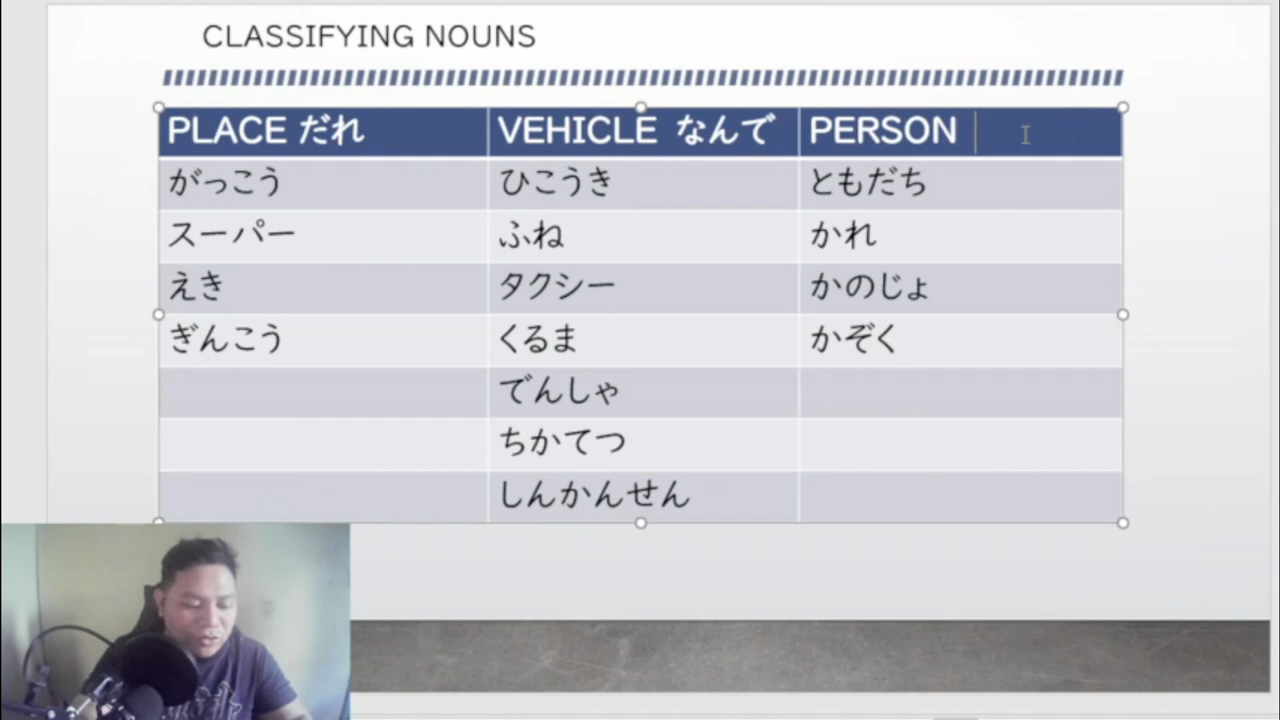 CLASSIFYING NOUNS
PLACE だれ VEHICLE なんで PERSON
がっこう ひこうき ともだち
スーパー ふね かれ
えき タクシー かのじょ
ぎんこう くるま かぞく
でんしゃ
ちかてつ
しんかんせん